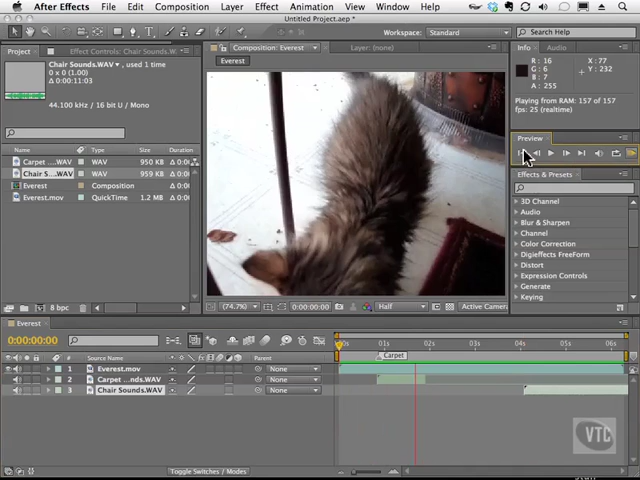 After Effects File Edit Composition Layer Effect Animation View Window Help
Untitled Project.aep *
Workspace: Standard Search Help
Project Effect Controls: Chair Sounds.WAV Composition: Everest Layer: (none) Info Audio
Chair Sounds.WAV , used 1 time
0 x 0 (1.00)
Δ 0:00:11:03
44.100 kHz / 16 bit U / Mono
Everest
R : 16 X : 77
G : 6 Y : 232
B : 7
A : 255
Playing from RAM: 157 of 157
fps: 25 (realtime)
Preview
Effects & Presets
Name Type Size Duration
Carpet ....WAV WAV 950 KB
Chair S....WAV WAV 959 KB
Everest Composition
Everest.mov QuickTime 1.2 MB
3D Channel
Audio
Blur & Sharpen
Channel
Color Correction
Digieffects FreeForm
Distort
Expression Controls
Generate
Keying
8 bpc
(74.7%) 0:00:00:00 Half Active Camera
Everest
0:00:00:00
# Source Name Parent
00s 01s 02s 03s 04s 05s 06s
Carpet
1 Everest.mov None
2 Carpet ...nds.WAV None
3 Chair Sounds.WAV None
VTC
Toggle Switches / Modes